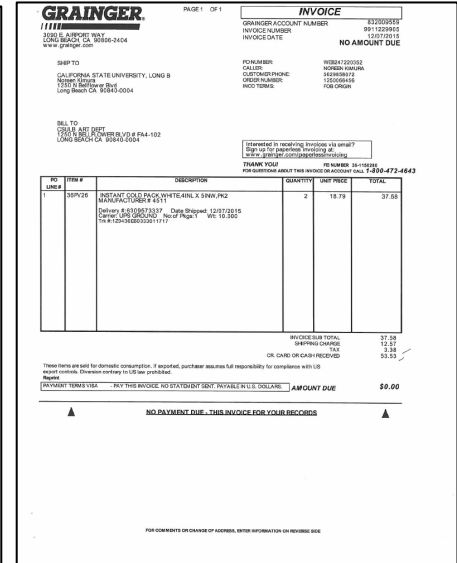 GRAINGER.
PAGE 1 OF 1
INVOICE
3090 E. AIRPORT WAY
LONG BEACH, CA 90806-2404
www.grainger.com
GRAINGER ACCOUNT NUMBER 832009559
INVOICE NUMBER 9911229905
INVOICE DATE 12/07/2015
NO AMOUNT DUE
SHIP TO
CALIFORNIA STATE UNIVERSITY, LONG B
Noreen Kimura
1250 N Bellflower Blvd
Long Beach CA 90840-0004
PO NUMBER: WEB247220352
CALLER: NOREEN KIMURA
CUSTOMER PHONE: 5629858072
ORDER NUMBER: 1250066456
INCO TERMS: FOB ORIGIN
BILL TO
CSULB ART DEPT
1250 N BELLFLOWER BLVD # FA4-102
LONG BEACH CA 90840-0004
Interested in receiving invoices via email?
Sign up for paperless invoicing at:
www.grainger.com/paperlessinvoicing
THANK YOU!
FEI NUMBER 36-1150280
FOR QUESTIONS ABOUT THIS INVOICE OR ACCOUNT CALL 1-800-472-4643
PO LINE # ITEM # DESCRIPTION QUANTITY UNIT PRICE TOTAL
1 36PV26 INSTANT COLD PACK,WHITE,4INL X 5INW,PK2 2 18.79 37.58
MANUFACTURER # 4511
Delivery #:6309573337 Date Shipped: 12/07/2015
Carrier: UPS GROUND No:of Pkgs:1 Wt: 10.300
Trk #:1Z9436E80333011717
INVOICE SUB TOTAL 37.58
SHIPPING CHARGE 12.57
TAX 3.38
CR. CARD OR CASH RECEIVED 53.53
These items are sold for domestic consumption. If exported, purchaser assumes full responsibility for compliance with US
export controls. Diversion contrary to US law prohibited.
Reprint
PAYMENT TERMS VISA - PAY THIS INVOICE. NO STATEMENT SENT. PAYABLE IN U.S. DOLLARS. AMOUNT DUE $0.00
NO PAYMENT DUE - THIS INVOICE FOR YOUR RECORDS
FOR COMMENTS OR CHANGE OF ADDRESS, ENTER INFORMATION ON REVERSE SIDE